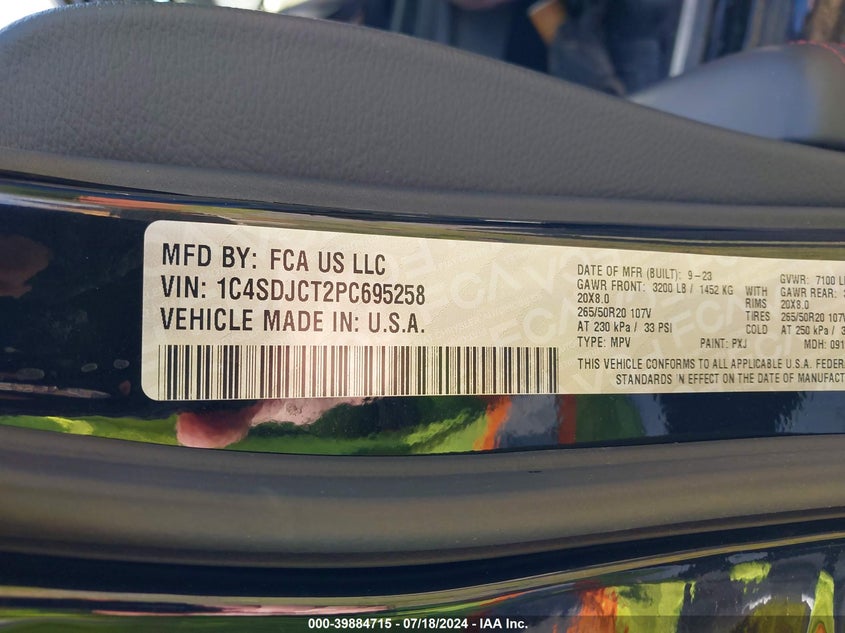 MFD BY: FCA US LLC
VIN: 1C4SDJCT2PC695258
VEHICLE MADE IN: U.S.A.
DATE OF MFR (BUILT): 9-23 GVWR: 7100 L
GAWR FRONT: 3200 LB / 1452 KG WITH GAWR REAR: 3
20X8.0 RIMS 20X8.0
265/50R20 107V TIRES 265/50R20 107V
AT 230 kPa / 33 PSI COLD AT 250 kPa / 3
TYPE: MPV PAINT: PXJ MDH: 091
THIS VEHICLE CONFORMS TO ALL APPLICABLE U.S.A. FEDER
STANDARDS IN EFFECT ON THE DATE OF MANUFACT
000-39884715 - 07/18/2024 - IAA Inc.